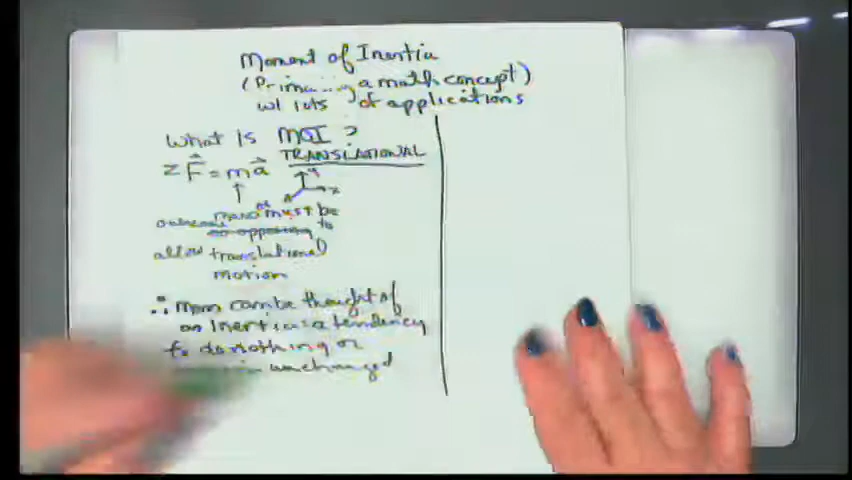 Moment of Inertia
(Prim a math concept)
w/ lots of applications
What is MOI?
TRANSLATIONAL
ΣF = ma
mass must be
overcome to
allow translational
motion
∴ Mass can be thought of
as Inertia: a tendency
to do nothing or
unchanged